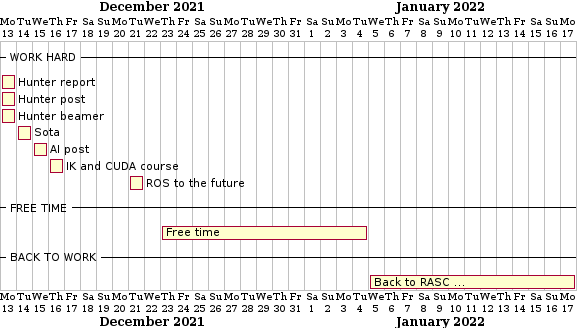 December 2021 January 2022
Mo Tu We Th Fr Sa Su Mo Tu We Th Fr Sa Su Mo Tu We Th Fr Sa Su Mo Tu We Th Fr Sa Su Mo Tu We Th Fr Sa Su Mo
13 14 15 16 17 18 19 20 21 22 23 24 25 26 27 28 29 30 31 1 2 3 4 5 6 7 8 9 10 11 12 13 14 15 16 17
WORK HARD
Hunter report
Hunter post
Hunter beamer
Sota
AI post
IK and CUDA course
ROS to the future
FREE TIME
Free time
BACK TO WORK
Back to RASC ...
Mo Tu We Th Fr Sa Su Mo Tu We Th Fr Sa Su Mo Tu We Th Fr Sa Su Mo Tu We Th Fr Sa Su Mo Tu We Th Fr Sa Su Mo
13 14 15 16 17 18 19 20 21 22 23 24 25 26 27 28 29 30 31 1 2 3 4 5 6 7 8 9 10 11 12 13 14 15 16 17
December 2021 January 2022